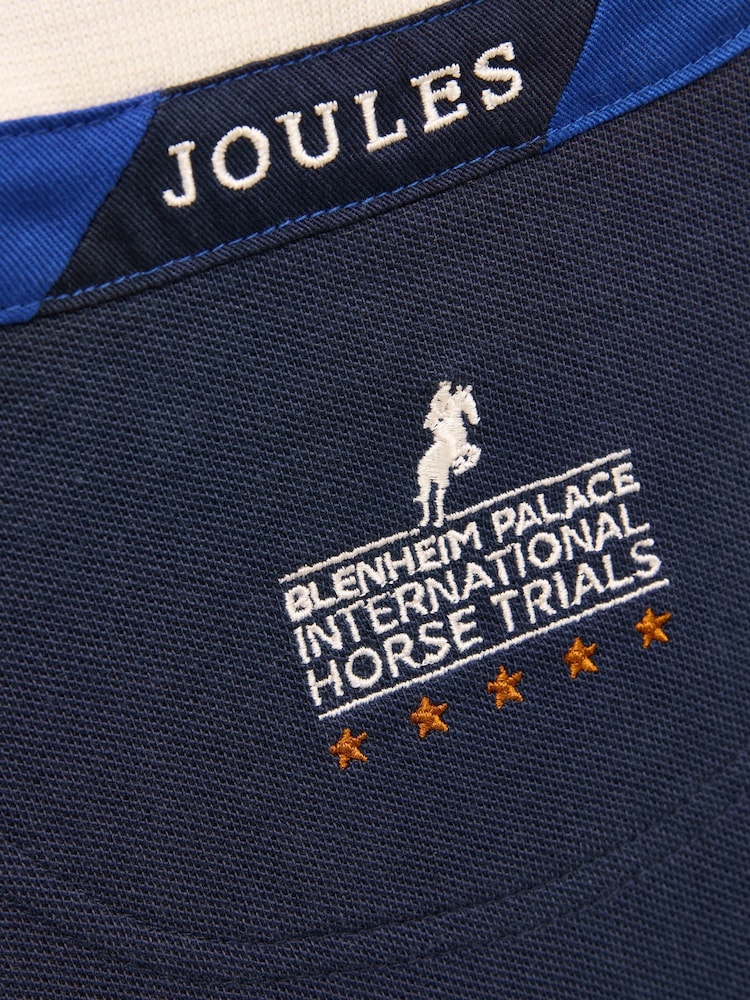 JOULES
BLENHEIM PALACE
INTERNATIONAL
HORSE TRIALS